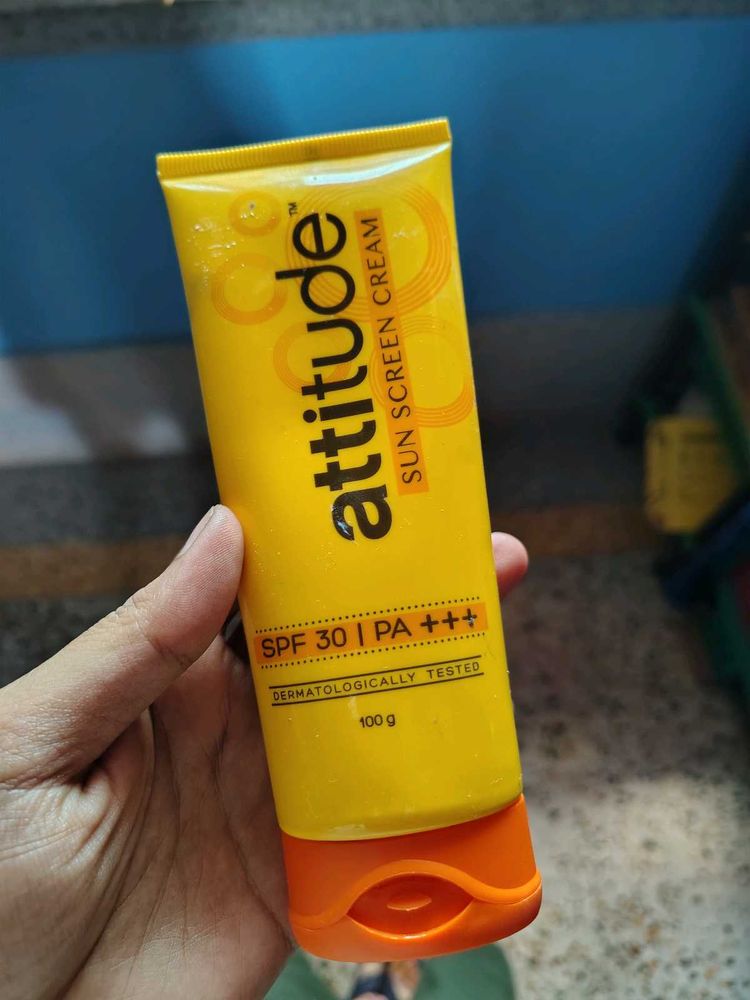 attitude™
SUN SCREEN CREAM
SPF 30 | PA +++
DERMATOLOGICALLY TESTED
100 g